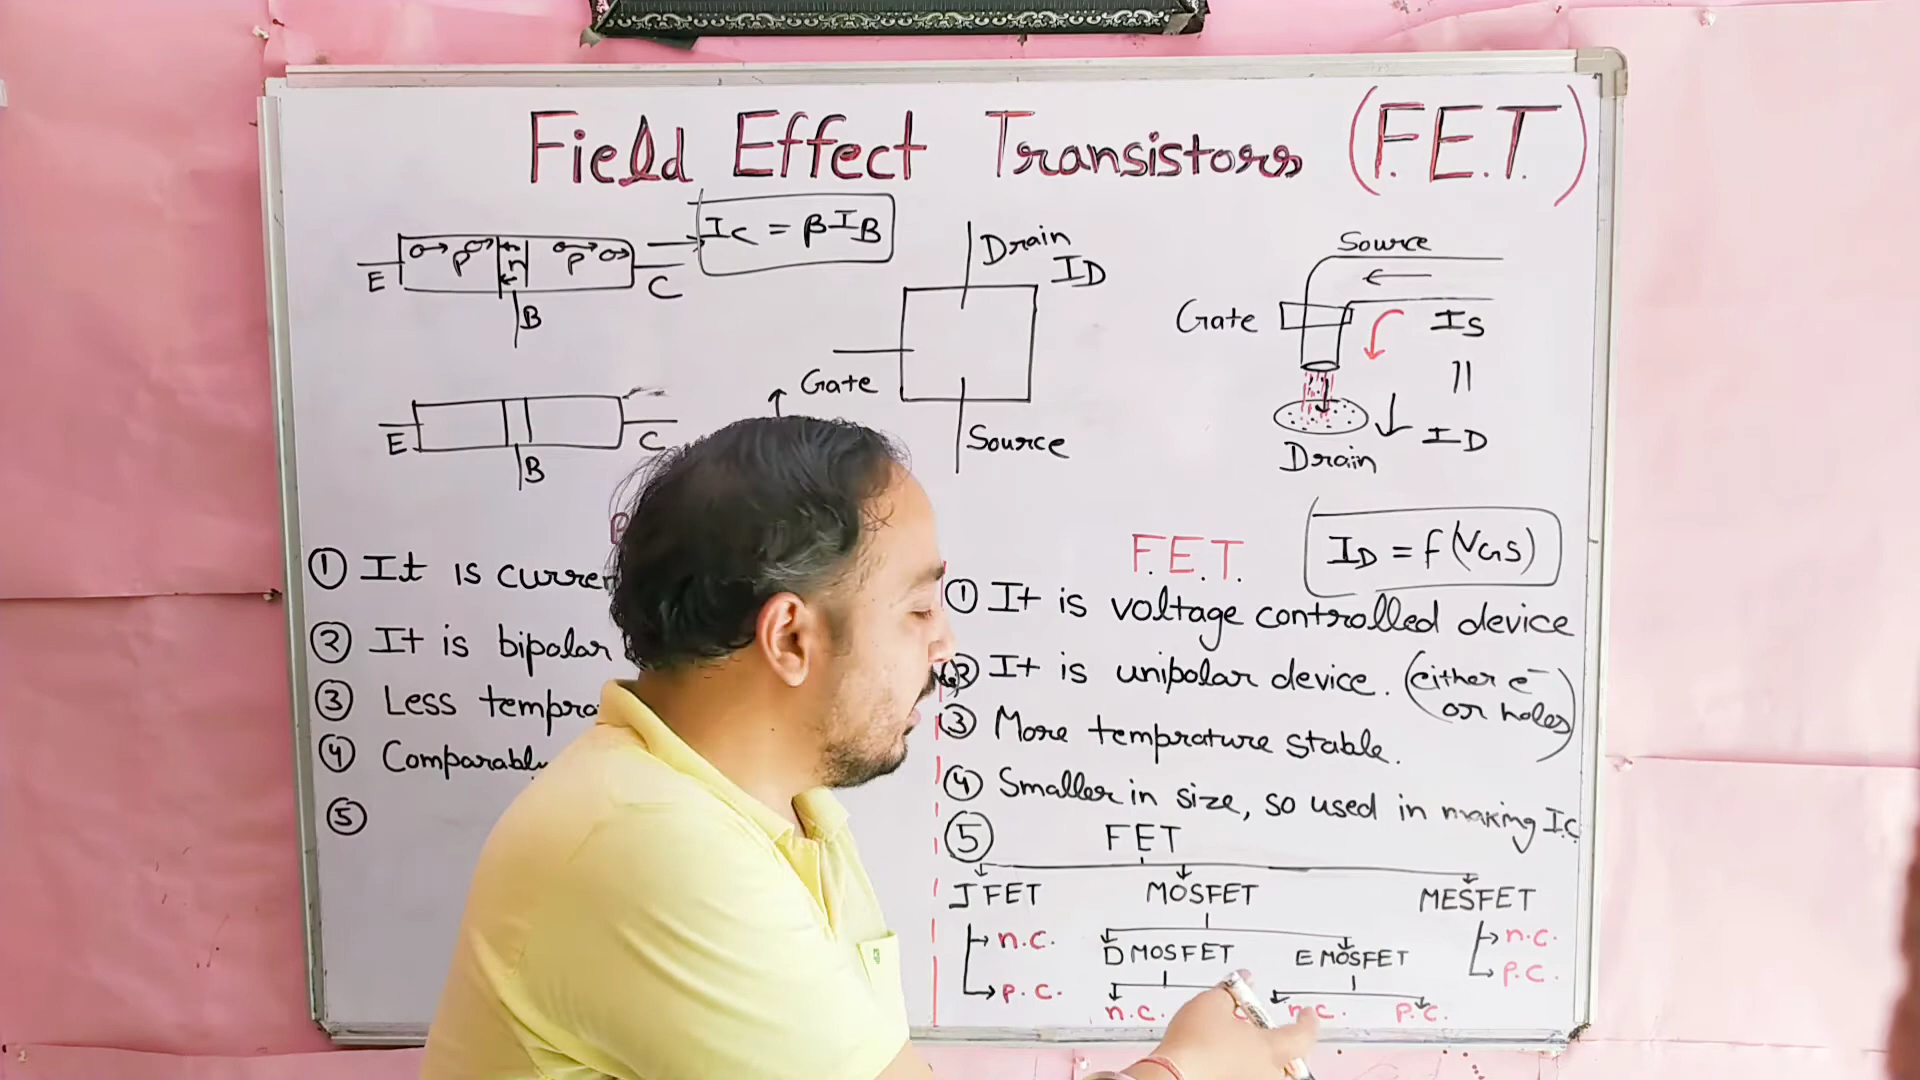 Field Effect Transistors (F.E.T.)
IC = βIB
E p n p C
B
Drain
ID
Gate
Source
Source
Gate
IS
=
ID
Drain
E C
B
① It is curren
② It is bipolar
③ Less tempra
④ Comparably
⑤
F.E.T.
ID = f(VGS)
① It is voltage controlled device
② It is unipolar device. (either e⁻ or holes)
③ More temprature stable.
④ Smaller in size, so used in making I.C
⑤ FET
JFET MOSFET MESFET
n.c.
p.c.
D MOSFET E MOSFET
n.c.
n.c. p.c.
n.c.
p.c.